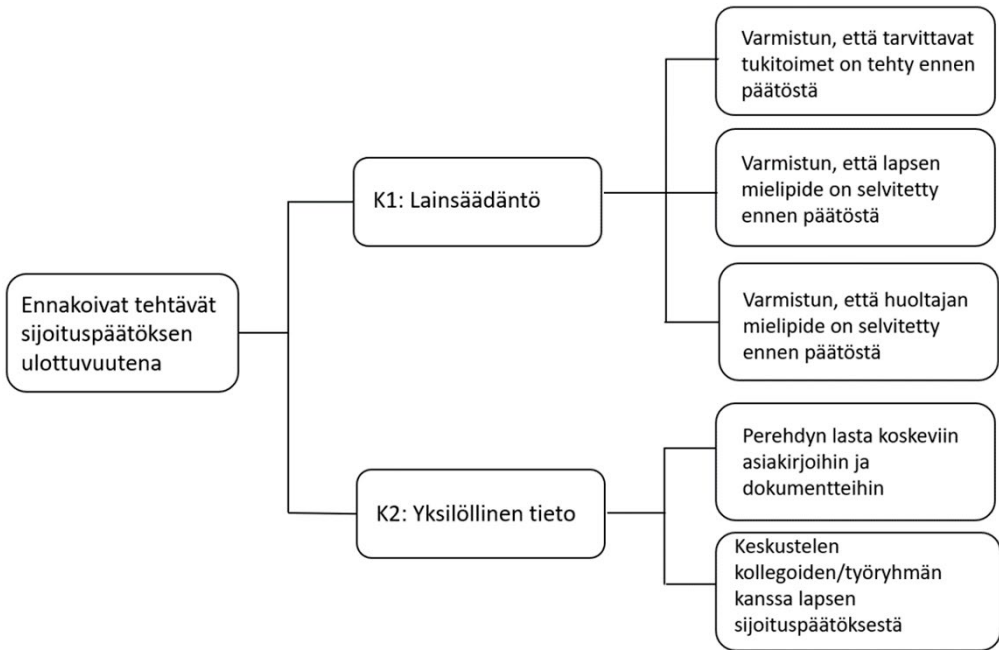 Ennakoivat tehtävät
sijoituspäätöksen
ulottuvuutena
K1: Lainsäädäntö
Varmistun, että tarvittavat
tukitoimet on tehty ennen
päätöstä
Varmistun, että lapsen
mielipide on selvitetty
ennen päätöstä
Varmistun, että huoltajan
mielipide on selvitetty
ennen päätöstä
K2: Yksilöllinen tieto
Perehdyn lasta koskeviin
asiakirjoihin ja
dokumentteihin
Keskustelen
kollegoiden/työryhmän
kanssa lapsen
sijoituspäätöksestä